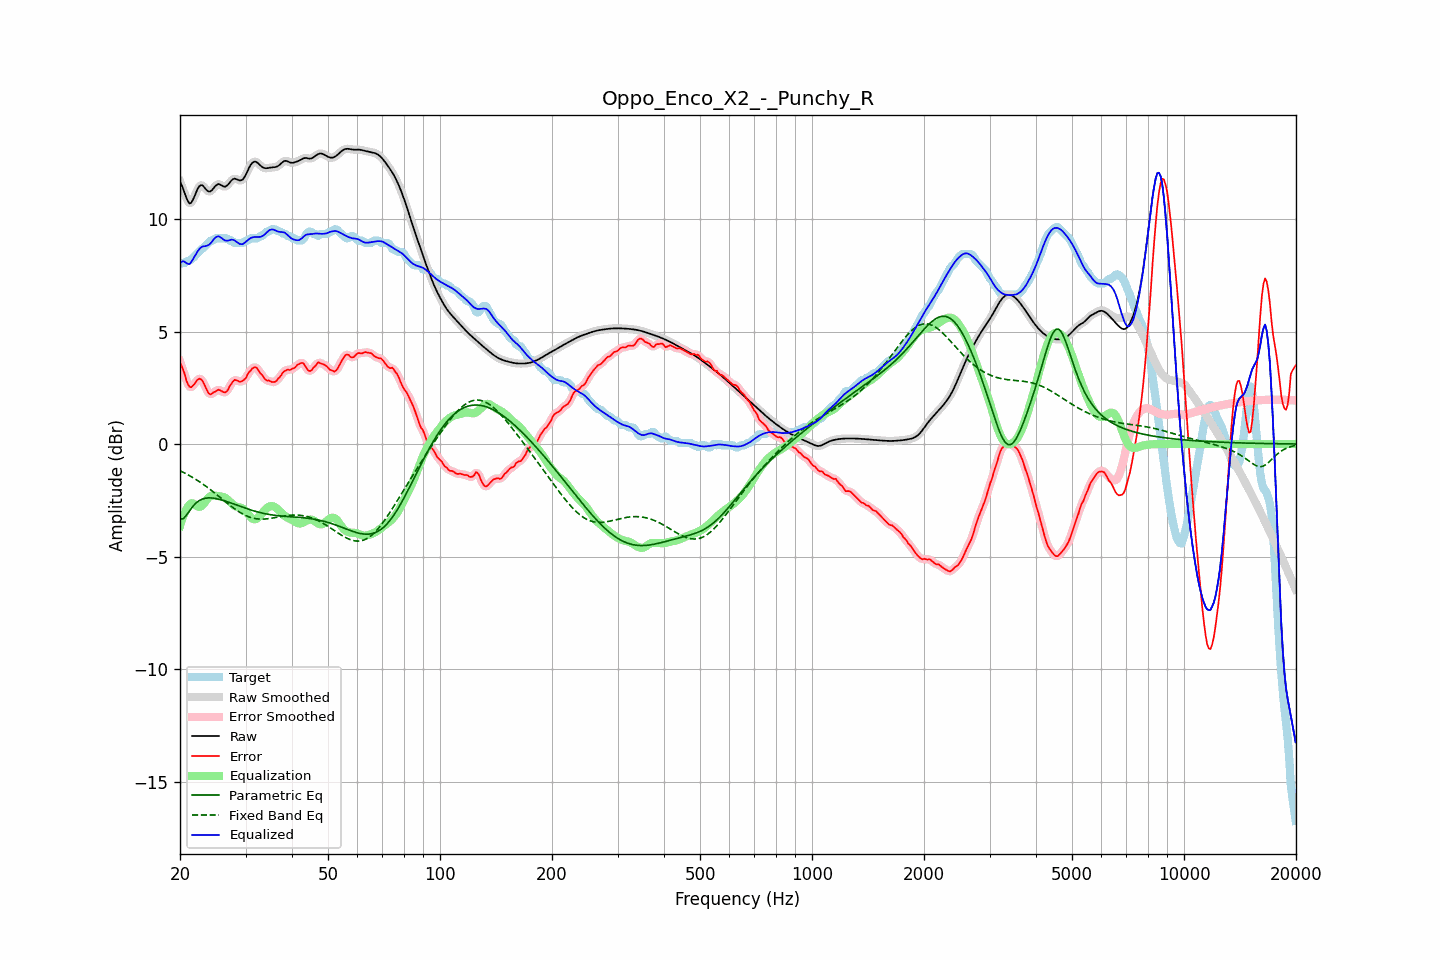 Oppo_Enco_X2_-_Punchy_R
Amplitude (dBr)
10
5
0
−5
−10
−15
Target
Raw Smoothed
Error Smoothed
Raw
Error
Equalization
Parametric Eq
Fixed Band Eq
Equalized
20 50 100 200 500 1000 2000 5000 10000 20000
Frequency (Hz)